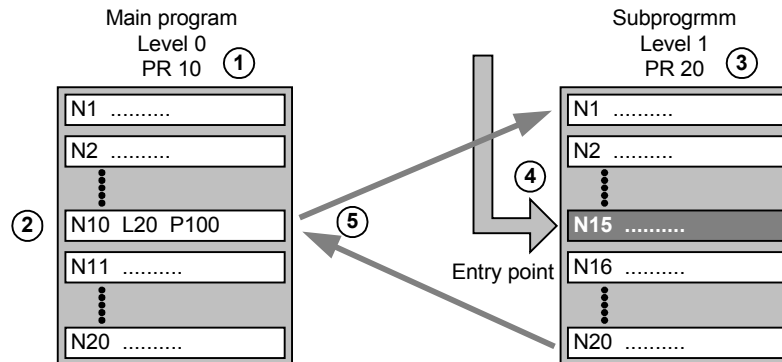 Main program
Level 0
PR 10
1
N1 ..........
N2 ..........
2
N10 L20 P100
N11 ..........
N20 ..........
5
4
Entry point
Subprogrmm
Level 1
PR 20
3
N1 ..........
N2 ..........
N15 ..........
N16 ..........
N20 ..........